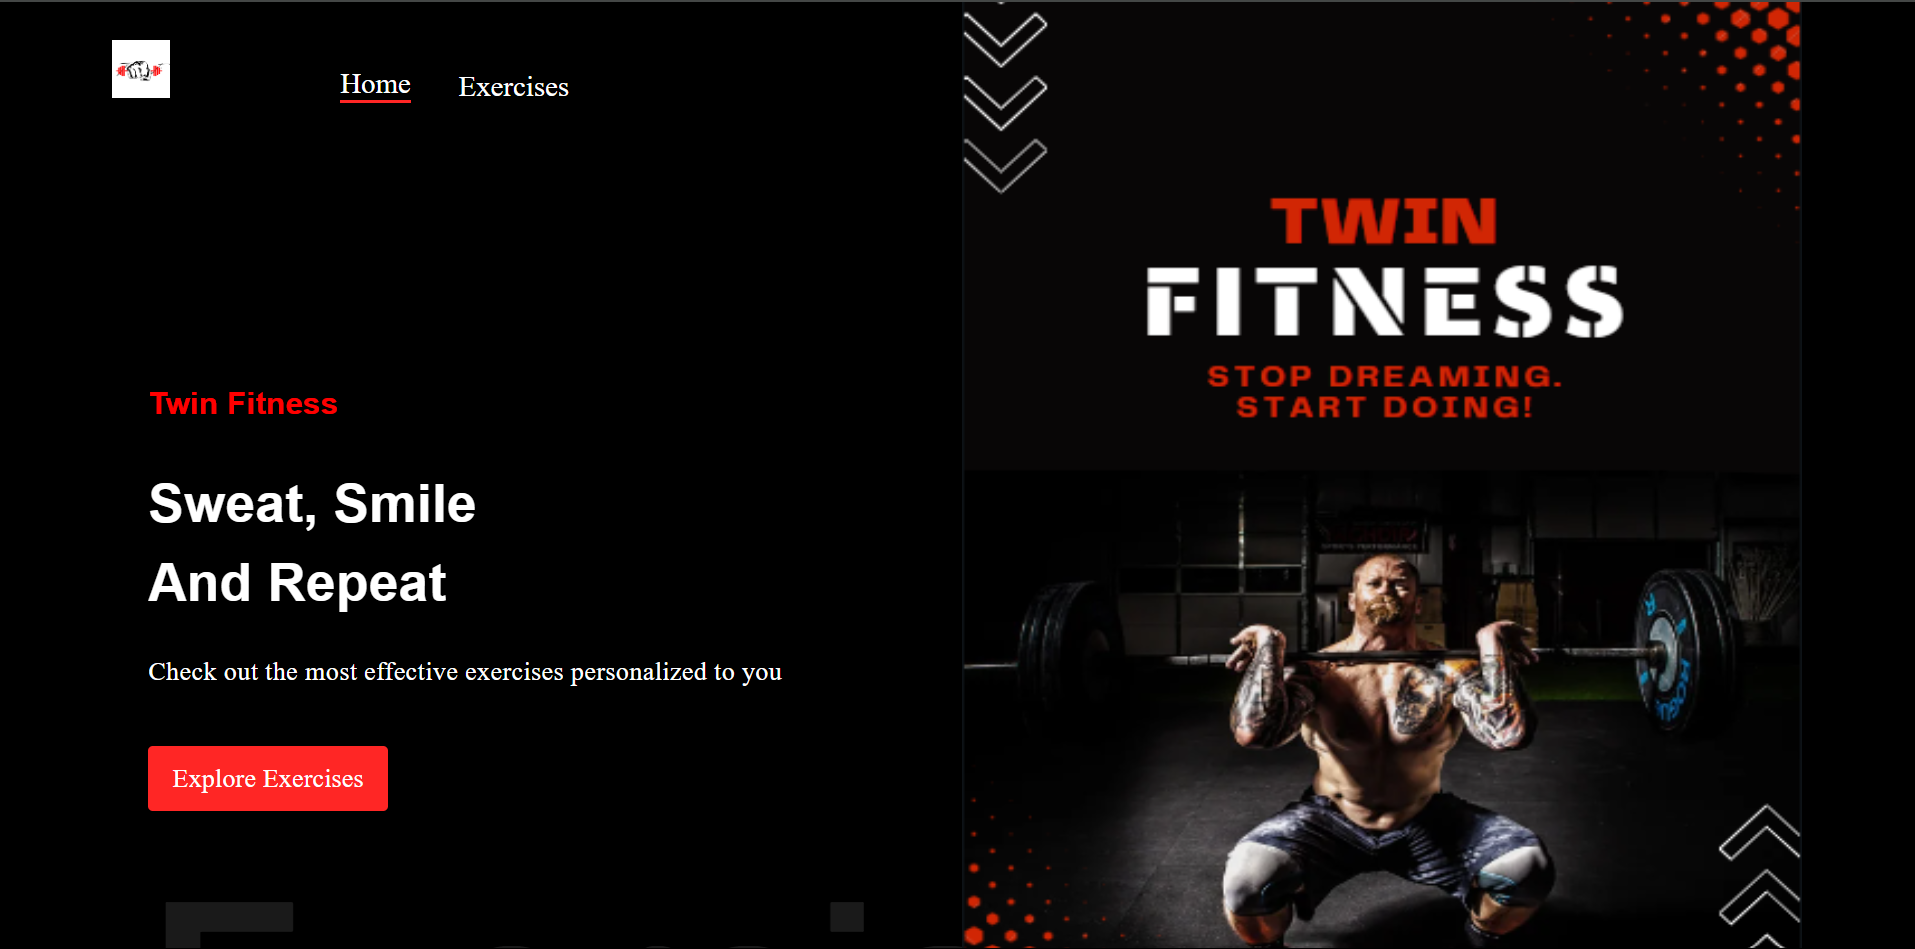 Home
Exercises
Twin Fitness
Sweat, Smile
And Repeat
Check out the most effective exercises personalized to you
Explore Exercises
TWIN
FITNESS
STOP DREAMING.
START DOING!